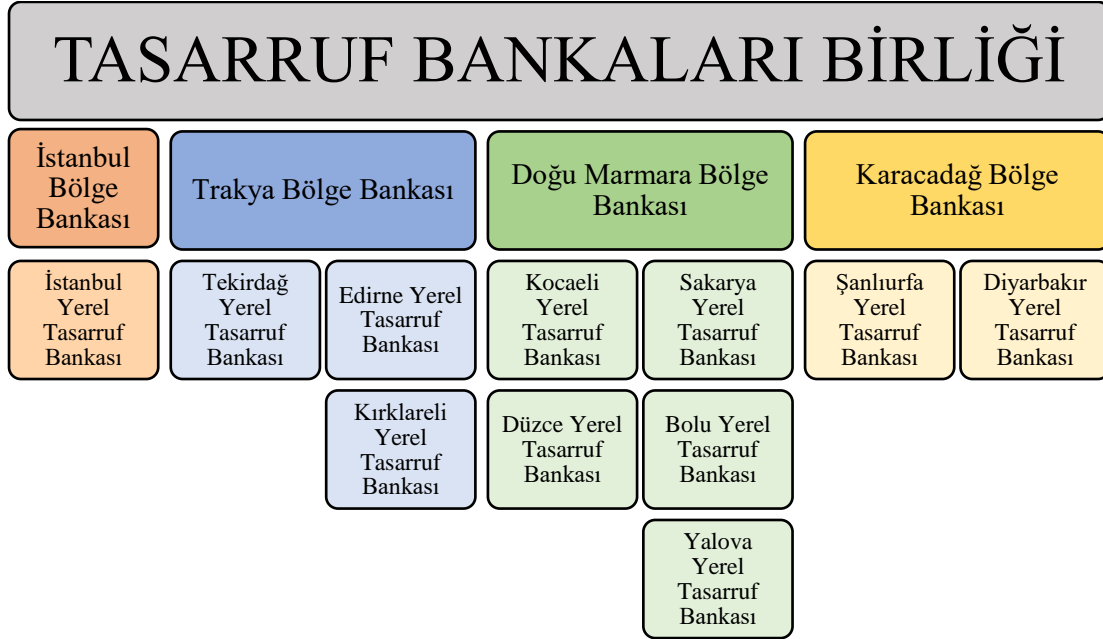 TASARRUF BANKALARI BİRLİĞİ
İstanbul
Bölge
Bankası
Trakya Bölge Bankası
Doğu Marmara Bölge
Bankası
Karacadağ Bölge
Bankası
İstanbul
Yerel
Tasarruf
Bankası
Tekirdağ
Yerel
Tasarruf
Bankası
Edirne Yerel
Tasarruf
Bankası
Kocaeli
Yerel
Tasarruf
Bankası
Sakarya
Yerel
Tasarruf
Bankası
Şanlıurfa
Yerel
Tasarruf
Bankası
Diyarbakır
Yerel
Tasarruf
Bankası
Kırklareli
Yerel
Tasarruf
Bankası
Düzce Yerel
Tasarruf
Bankası
Bolu Yerel
Tasarruf
Bankası
Yalova
Yerel
Tasarruf
Bankası